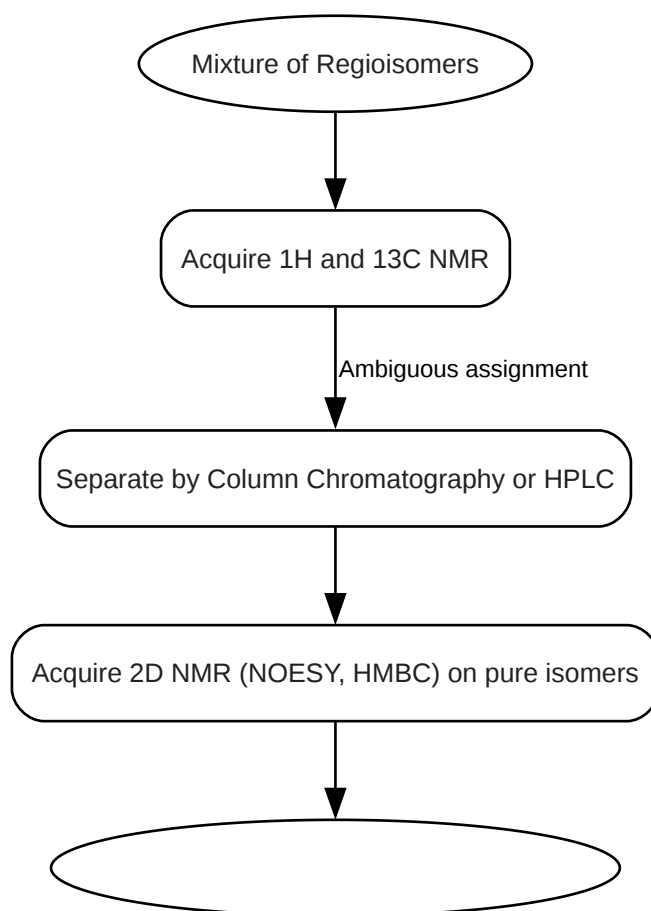 Mixture of Regioisomers
Acquire 1H and 13C NMR
Ambiguous assignment
Separate by Column Chromatography or HPLC
Acquire 2D NMR (NOESY, HMBC) on pure isomers